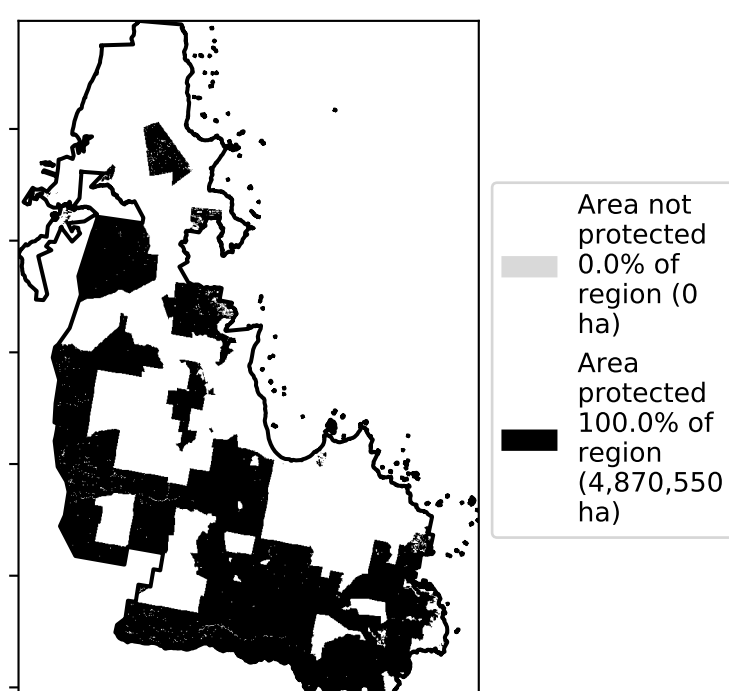 Area not
protected
0.0% of
region (0
ha)
Area
protected
100.0% of
region
(4,870,550
ha)